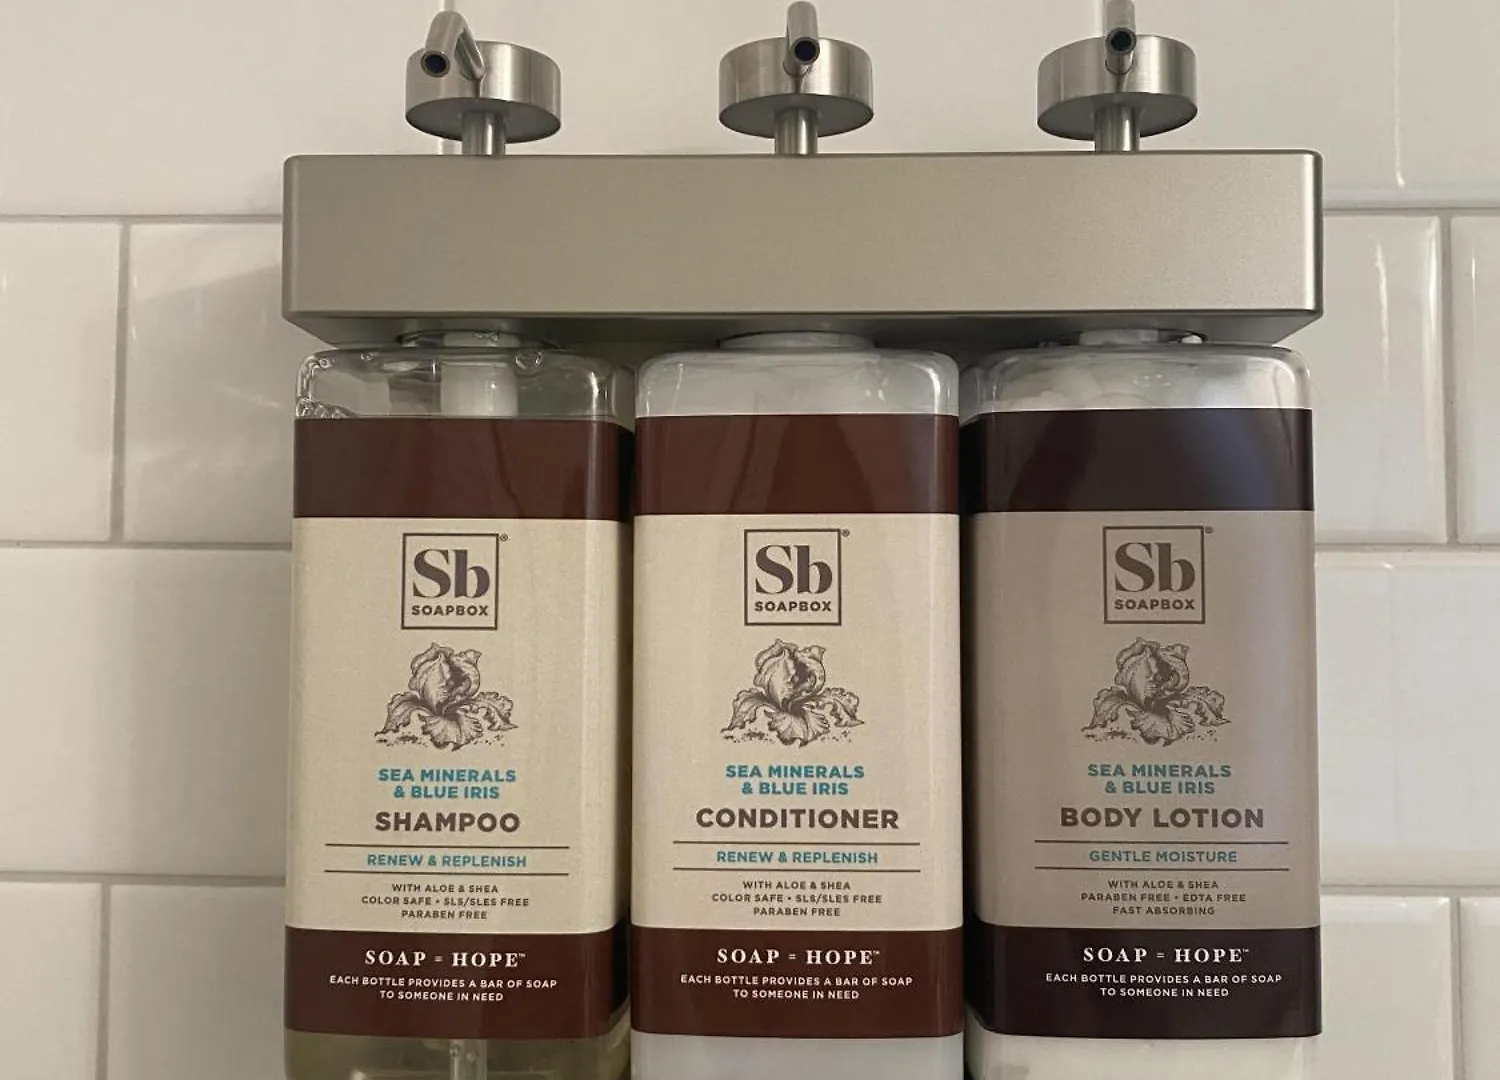 Sb®
SOAPBOX
SEA MINERALS
& BLUE IRIS
SHAMPOO
RENEW & REPLENISH
WITH ALOE & SHEA
COLOR SAFE • SLS/SLES FREE
PARABEN FREE
SOAP = HOPE™
EACH BOTTLE PROVIDES A BAR OF SOAP
TO SOMEONE IN NEED
Sb®
SOAPBOX
SEA MINERALS
& BLUE IRIS
CONDITIONER
RENEW & REPLENISH
WITH ALOE & SHEA
COLOR SAFE • SLS/SLES FREE
PARABEN FREE
SOAP = HOPE™
EACH BOTTLE PROVIDES A BAR OF SOAP
TO SOMEONE IN NEED
Sb®
SOAPBOX
SEA MINERALS
& BLUE IRIS
BODY LOTION
GENTLE MOISTURE
WITH ALOE & SHEA
PARABEN FREE • EDTA FREE
FAST ABSORBING
SOAP = HOPE™
EACH BOTTLE PROVIDES A BAR OF SOAP
TO SOMEONE IN NEED